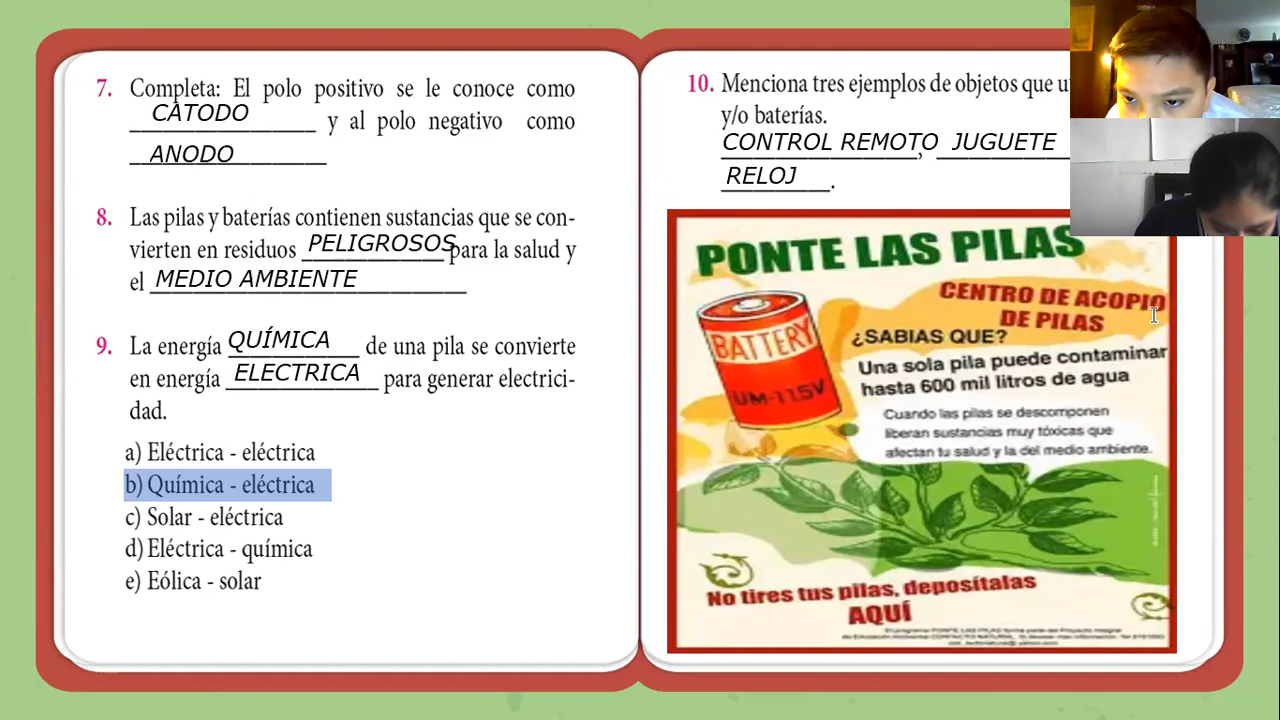 7. Completa: El polo positivo se le conoce como
CÁTODO y al polo negativo como
ANODO
8. Las pilas y baterías contienen sustancias que se con-
vierten en residuos PELIGROSOS para la salud y
el MEDIO AMBIENTE
9. La energía QUÍMICA de una pila se convierte
en energía ELECTRICA para generar electrici-
dad.
a) Eléctrica - eléctrica
b) Química - eléctrica
c) Solar - eléctrica
d) Eléctrica - química
e) Eólica - solar
10. Menciona tres ejemplos de objetos que
y/o baterías.
CONTROL REMOTO, JUGUETE
RELOJ.
PONTE LAS PILAS
CENTRO DE ACOPIO
DE PILAS
BATTERY
UM-1 1.5V
¿SABIAS QUE?
Una sola pila puede contaminar
hasta 600 mil litros de agua
Cuando las pilas se descomponen
liberan sustancias muy tóxicas que
afectan tu salud y la del medio ambiente.
No tires tus pilas, deposítalas
AQUÍ